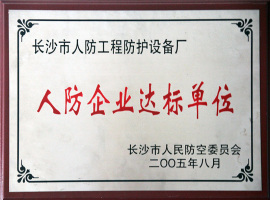 长沙市人防工程防护设备厂
人防企业达标单位
长沙市人民防空委员会
二〇〇五年八月